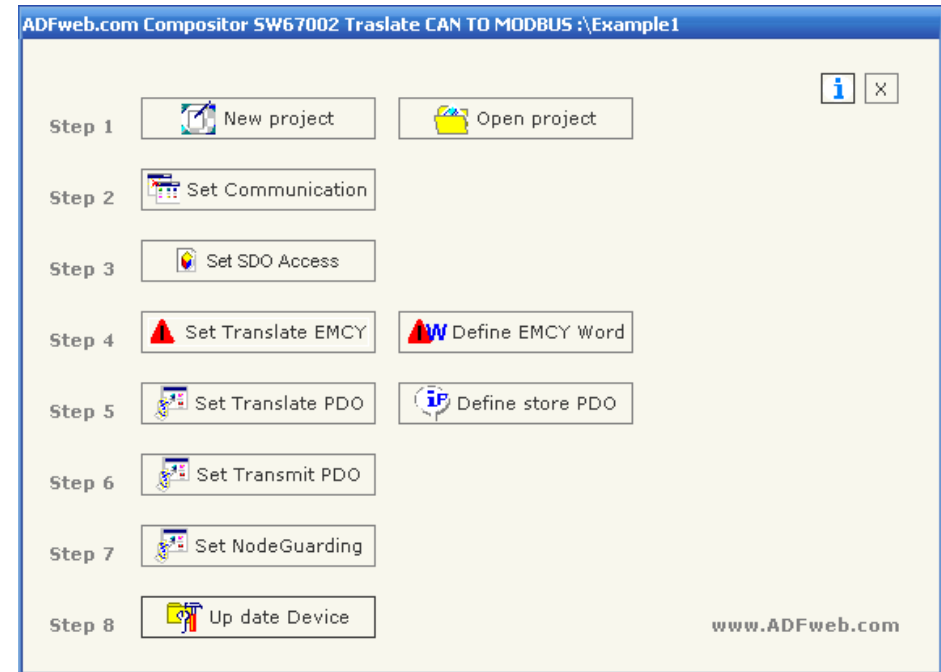 ADFweb.com Compositor SW67002 Traslate CAN TO MODBUS :\Example1
i X
Step 1 New project Open project
Step 2 Set Communication
Step 3 Set SDO Access
Step 4 Set Translate EMCY W Define EMCY Word
Step 5 Set Translate PDO iP Define store PDO
Step 6 Set Transmit PDO
Step 7 Set NodeGuarding
Step 8 Up date Device
www.ADFweb.com